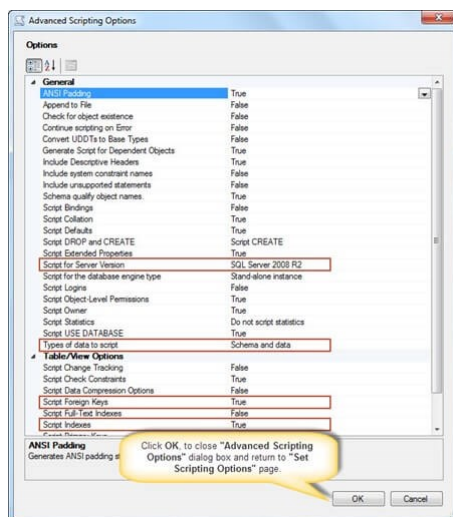 Advanced Scripting Options
Options
General
ANSI Padding True
Append to File False
Check for object existence False
Continue scripting on Error False
Convert UDDTs to Base Types False
Generate Script for Dependent Objects True
Include Descriptive Headers True
Include system constraint names False
Include unsupported statements False
Schema qualify object names. True
Script Bindings False
Script Collation True
Script Defaults True
Script DROP and CREATE Script CREATE
Script Extended Properties True
Script for Server Version SQL Server 2008 R2
Script for the database engine type Stand-alone instance
Script Logins False
Script Object-Level Permissions True
Script Owner True
Script Statistics Do not script statistics
Script USE DATABASE True
Types of data to script Schema and data
Table/View Options
Script Change Tracking False
Script Check Constraints True
Script Data Compression Options False
Script Foreign Keys True
Script Full-Text Indexes False
Script Indexes True
ANSI Padding
Generates ANSI padding
Click OK, to close "Advanced Scripting
Options" dialog box and return to "Set
Scripting Options" page.
OK Cancel